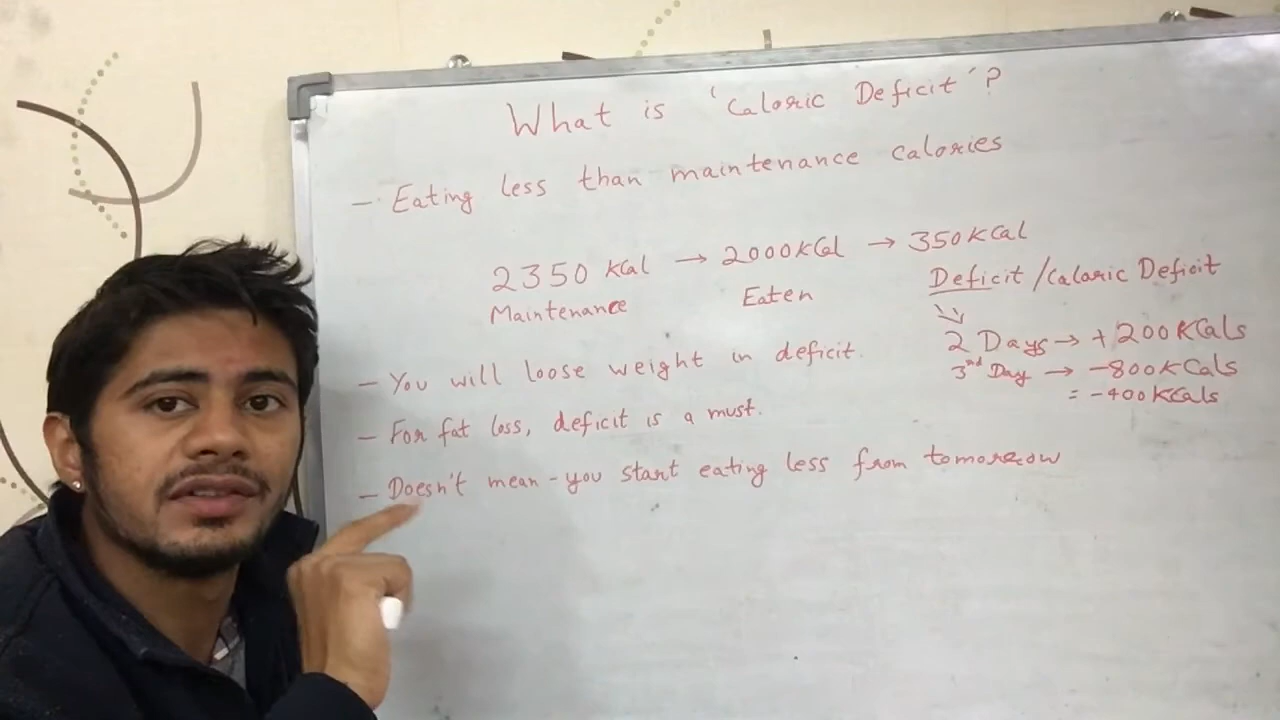 What is 'Caloric Deficit'?
- Eating less than maintenance calories
2350 KCal → 2000KCal → 350KCal
Maintenance Eaten Deficit/Caloric Deficit
2 Days → +200KCals
3rd Day → -800KCals
= -400KCals
- You will loose weight in deficit.
- For fat loss, deficit is a must.
- Doesn't mean - you start eating less from tomorrow